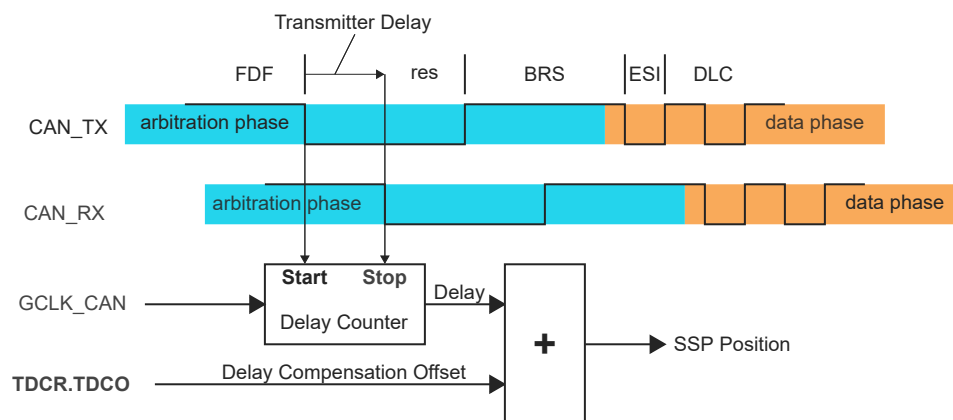 Transmitter Delay
FDF res BRS ESI DLC
CAN_TX arbitration phase data phase
CAN_RX arbitration phase data phase
Start Stop
GCLK_CAN Delay Counter Delay
+ SSP Position
TDCR.TDCO Delay Compensation Offset